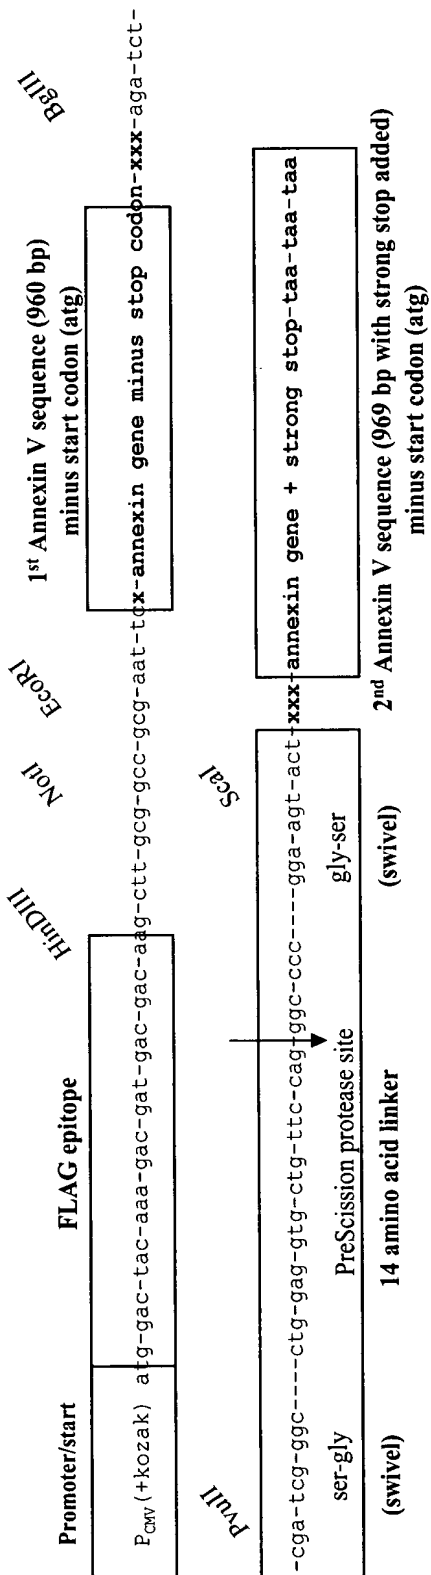 HinDIII NotI EcoRI BglII
Promoter/start FLAG epitope 1st Annexin V sequence (960 bp)
minus start codon (atg)
PCMV(+kozak) atg-gac-tac-aaa-gac-gat-gac-gac-aag-ctt-gcg-gcc-gcg-aat-tcx-annexin gene minus stop codon-xxx-aga-tct-
PvuII ScaI
-cga-tcg-ggc----ctg-gag-gtg-ctg-ttc-cag-ggc-ccc----gga-agt-act-xxx-annexin gene + strong stop-taa-taa-taa
ser-gly PreScission protease site gly-ser
(swivel) 14 amino acid linker (swivel)
2nd Annexin V sequence (969 bp with strong stop added)
minus start codon (atg)